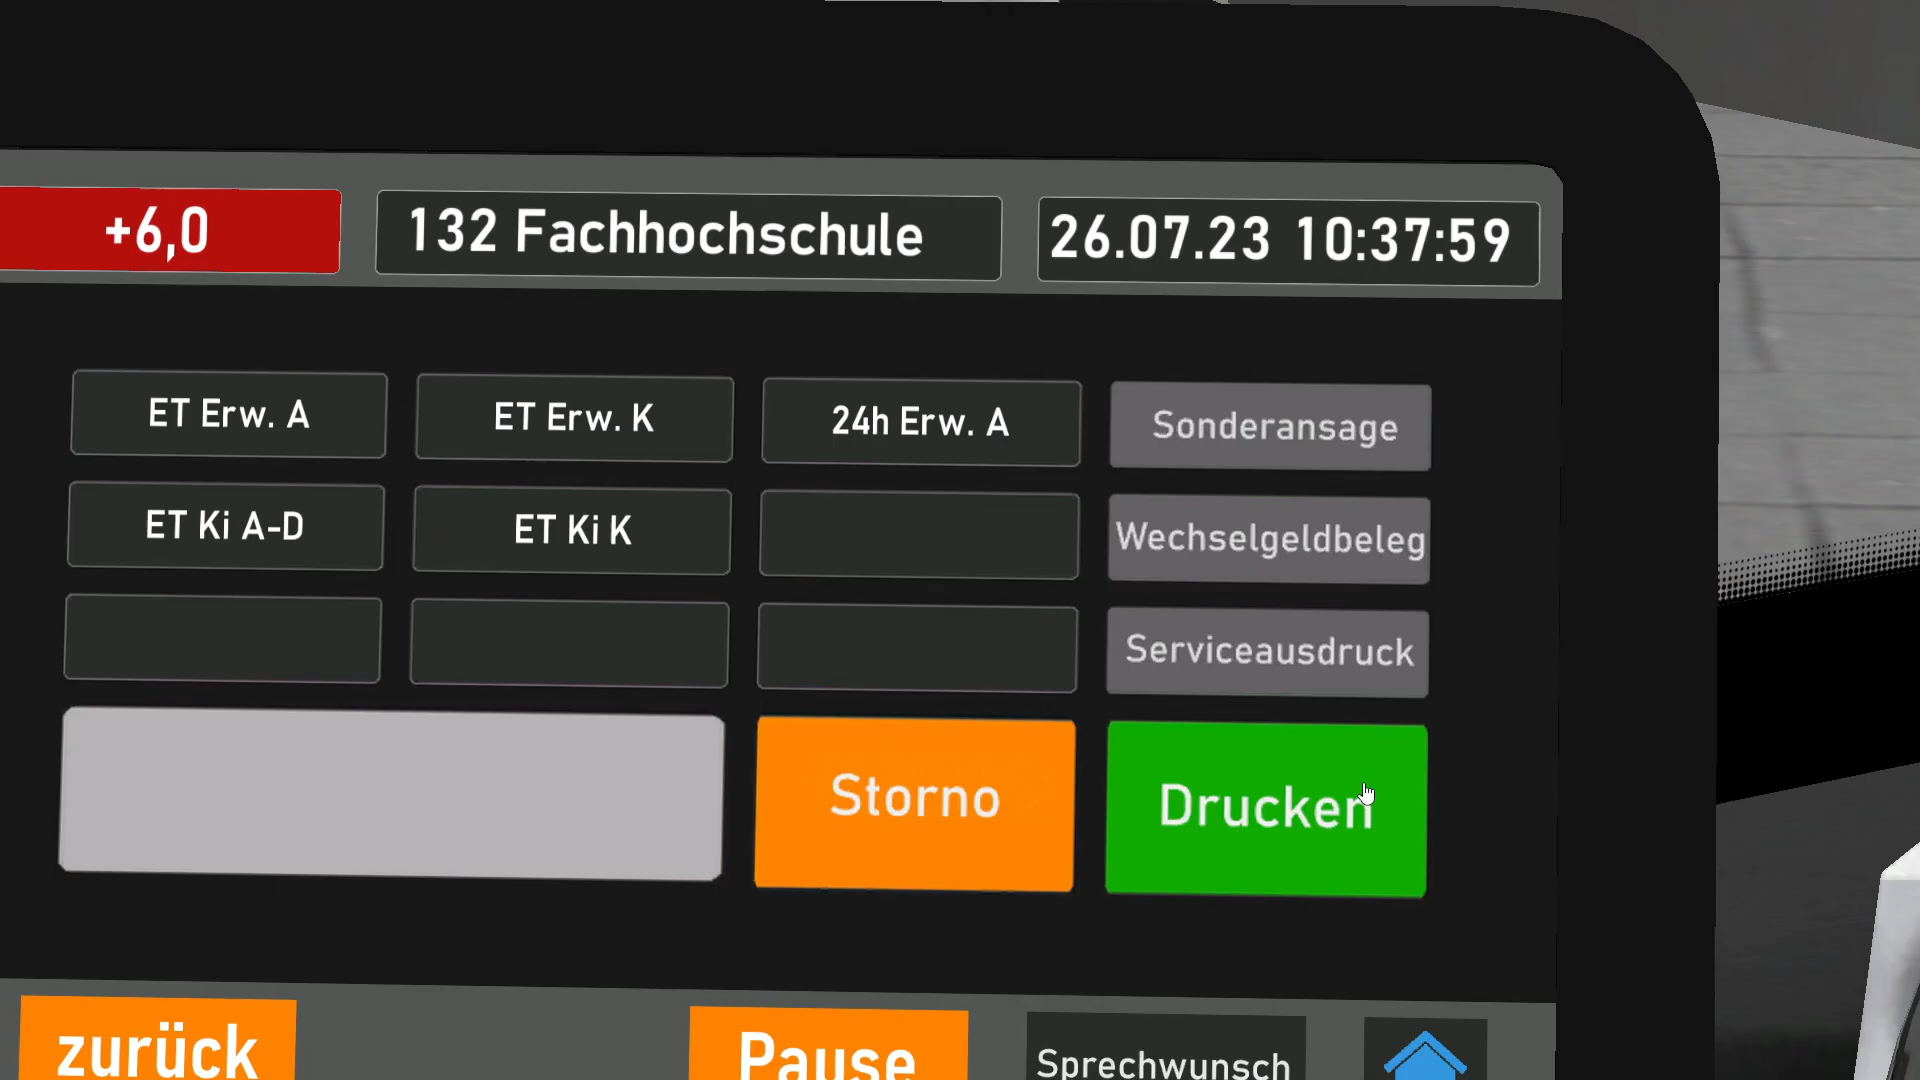 +6,0 132 Fachhochschule 26.07.23 10:37:59
ET Erw. A ET Erw. K 24h Erw. A Sonderansage
ET Ki A-D ET Ki K Wechselgeldbeleg
Serviceausdruck
Storno Drucken
zurück Pause Sprechwunsch